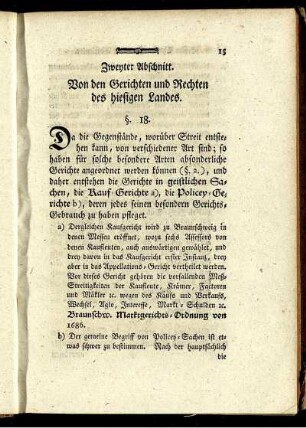 15
Zweyter Abschnitt.
Von den Gerichten und Rechten
des hiesigen Landes.
§. 18.
Da die Gegenstände, worüber Streit entste-
hen kann, von verschiedener Art sind; so
haben für solche besondere Arten absonderliche
Gerichte angeordnet werden können (§. 2.), und
daher entstehen die Gerichte in geistlichen Sa-
chen, die Kauf-Gerichte a), die Policey-Ge-
richte b), deren jedes seinen besondern Gerichts-
Gebrauch zu haben pfleget.
a) Dergleichen Kaufgericht wird zu Braunschweig in
denen Messen eröffnet, wozu sechs Assessores von
denen Kaufleuten, auch auswärtigen gewählet, und
drey davon in das Kaufgericht erster Instanz, drey
aber in das Appellations-Gericht vertheilet werden.
Vor dieses Gericht gehören die vorfallenden Meß-
Streitigkeiten der Kaufleute, Krämer, Factoren
und Mäkler ꝛc. wegen des Kaufs und Verkaufs,
Wechsel, Agio, Interesse, Markt-Schulden ꝛc.
Braunschw. Marktgerichts-Ordnung von
1686.
b) Der gemeine Begriff von Policey-Sachen ist et-
was schwer zu bestimmen. Nach der hauptsächlich
die